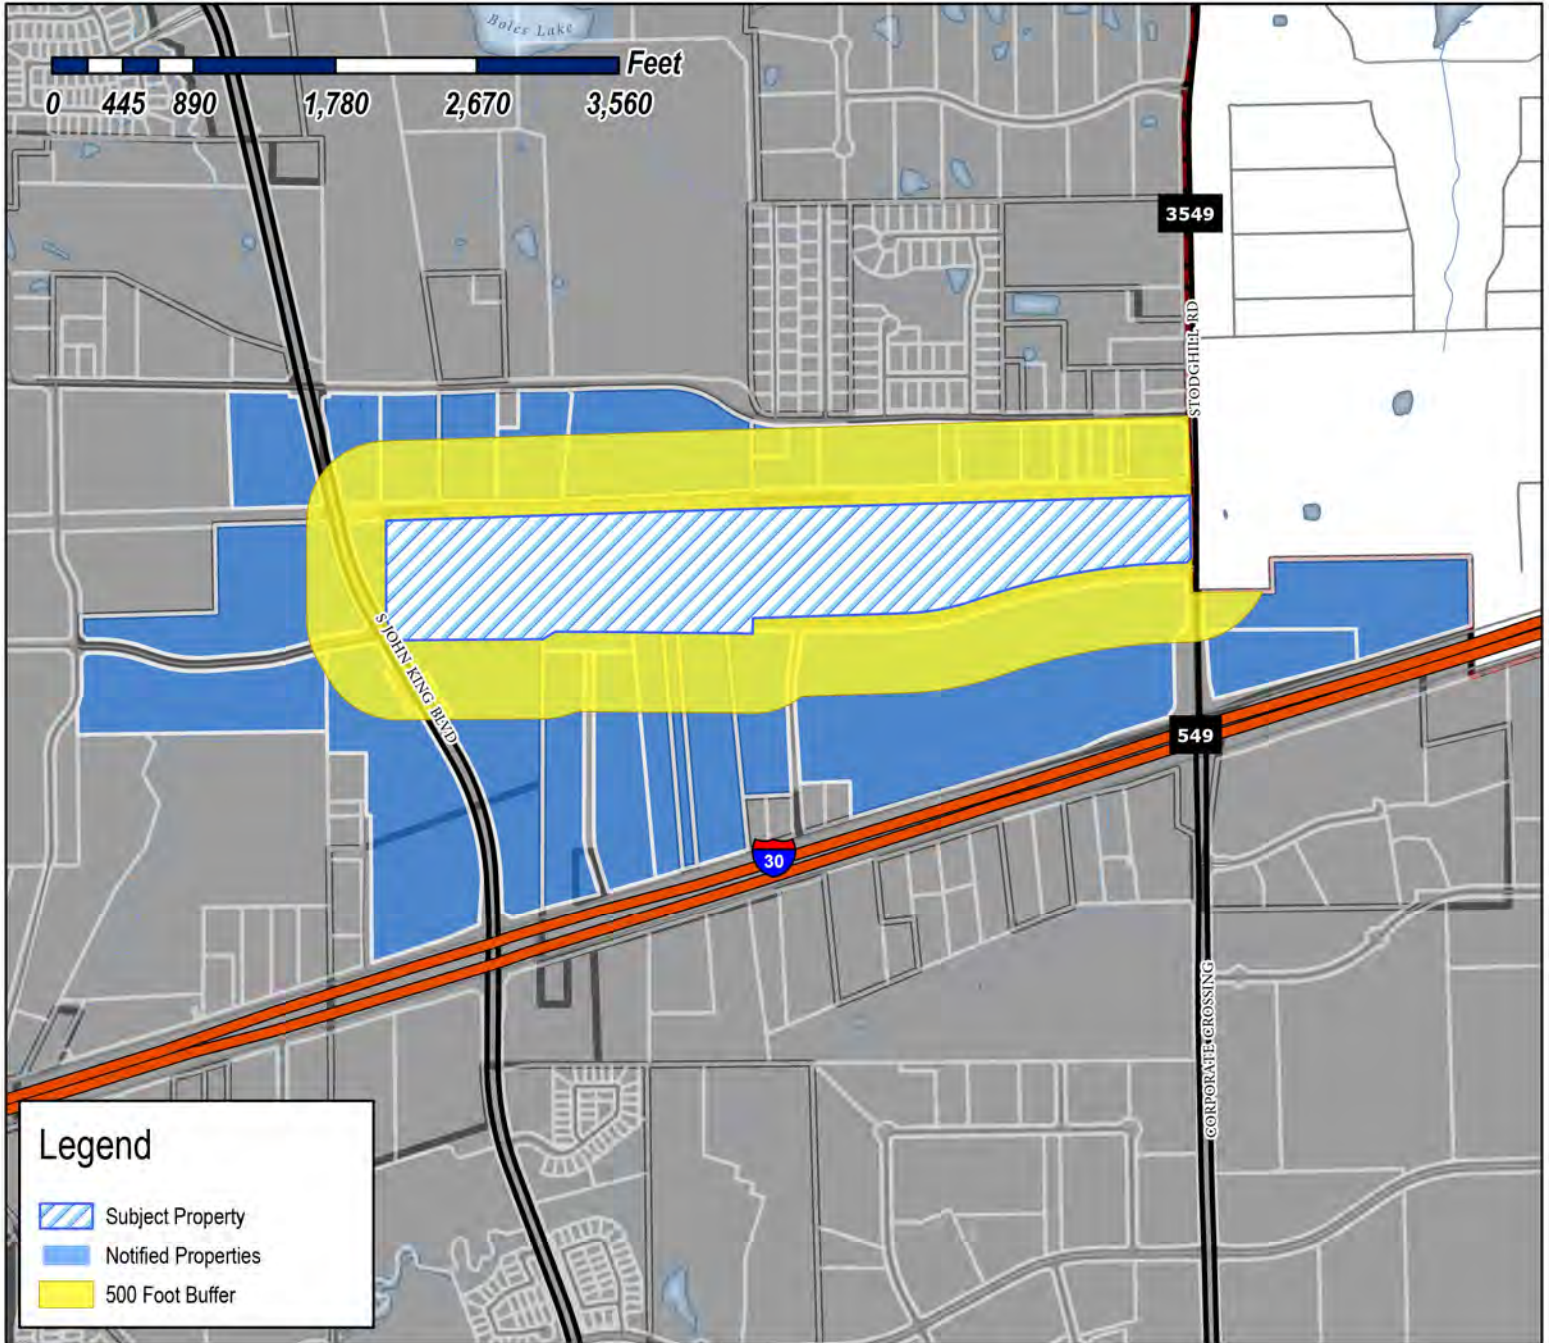 Bales Lake
Feet
0 445 890 1,780 2,670 3,560
3549
STODGHILL RD
S JOHN KING BLVD
549
30
CORPORATE CROSSING
Legend
Subject Property
Notified Properties
500 Foot Buffer